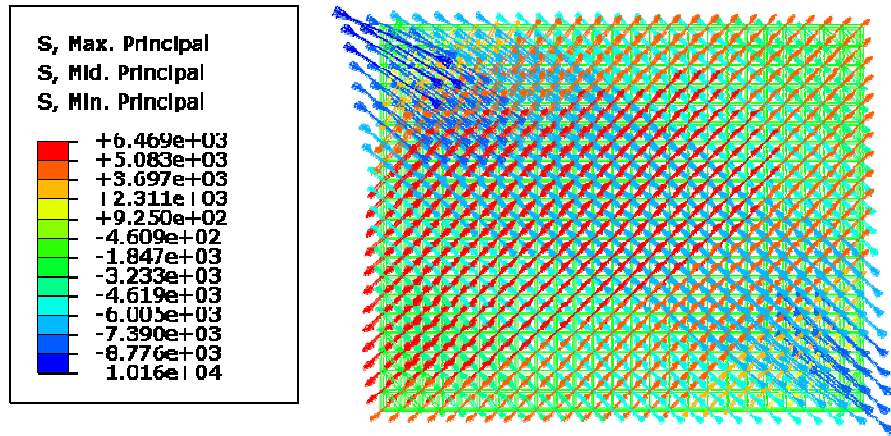 S, Max. Principal
S, Mid. Principal
S, Min. Principal
+6.469e+03
+5.083e+03
+3.697e+03
+2.311e+03
+9.250e+02
-4.609e+02
-1.847e+03
-3.233e+03
-4.619e+03
-6.005e+03
-7.390e+03
-8.776e+03
-1.016e+04